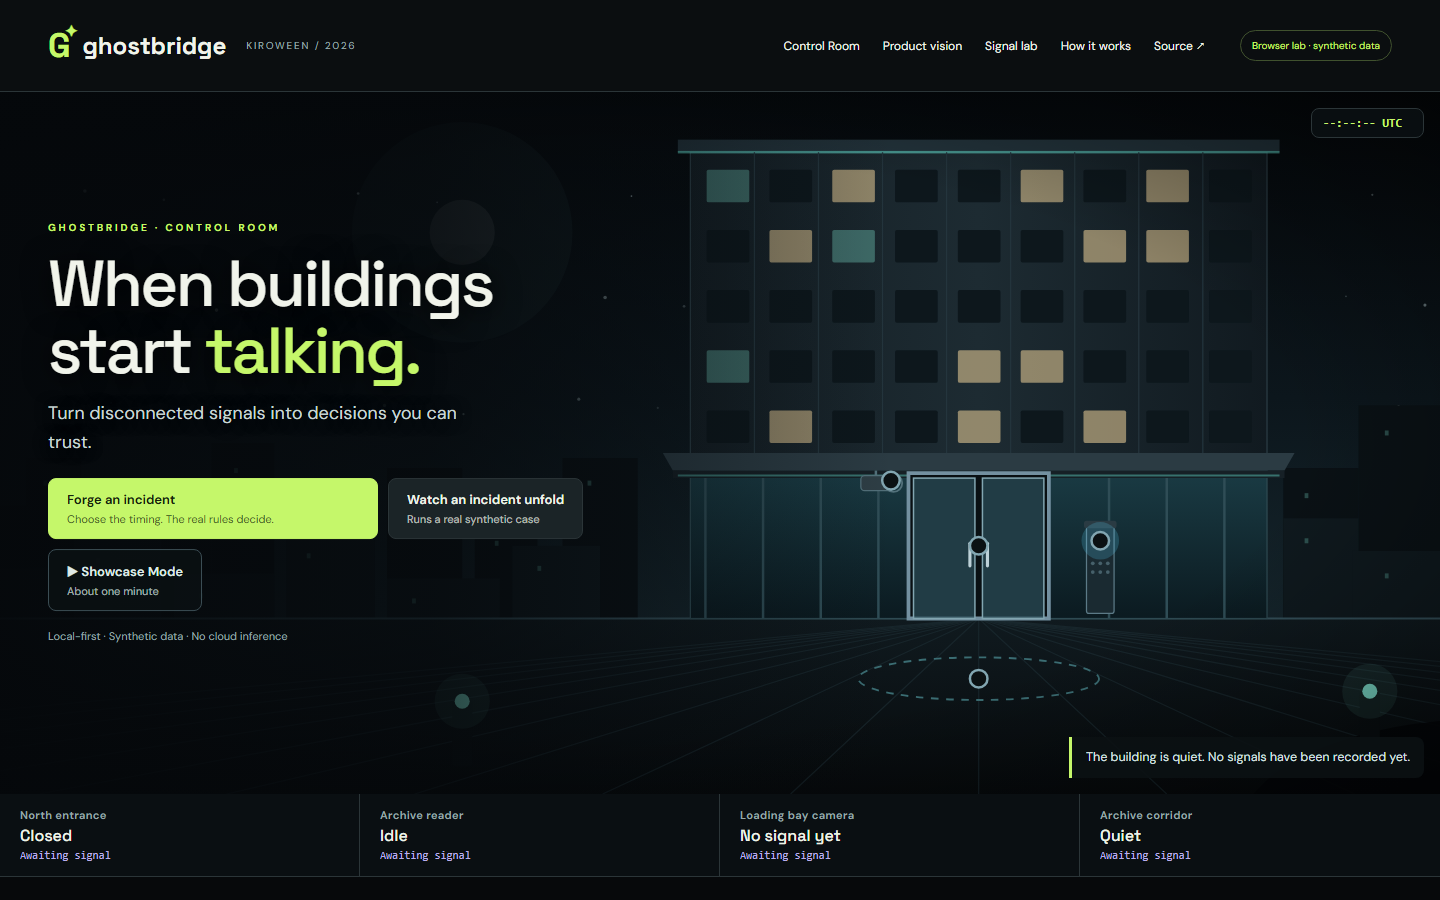 G ghostbridge
KIROWEEN / 2026
Control Room
Product vision
Signal lab
How it works
Source ↗
Browser lab · synthetic data
--:--:-- UTC
GHOSTBRIDGE · CONTROL ROOM
When buildings
start talking.
Turn disconnected signals into decisions you can
trust.
Forge an incident
Choose the timing. The real rules decide.
Watch an incident unfold
Runs a real synthetic case
▶ Showcase Mode
About one minute
Local-first · Synthetic data · No cloud inference
The building is quiet. No signals have been recorded yet.
North entrance
Closed
Awaiting signal
Archive reader
Idle
Awaiting signal
Loading bay camera
No signal yet
Awaiting signal
Archive corridor
Quiet
Awaiting signal